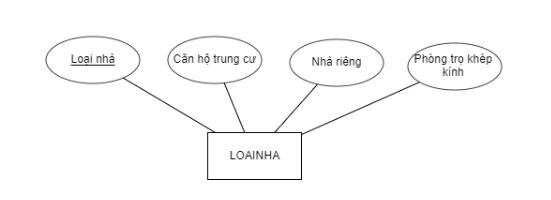 Loại nhà
Căn hộ trung cư
Nhà riêng
Phòng trọ khép
kính
LOAINHA